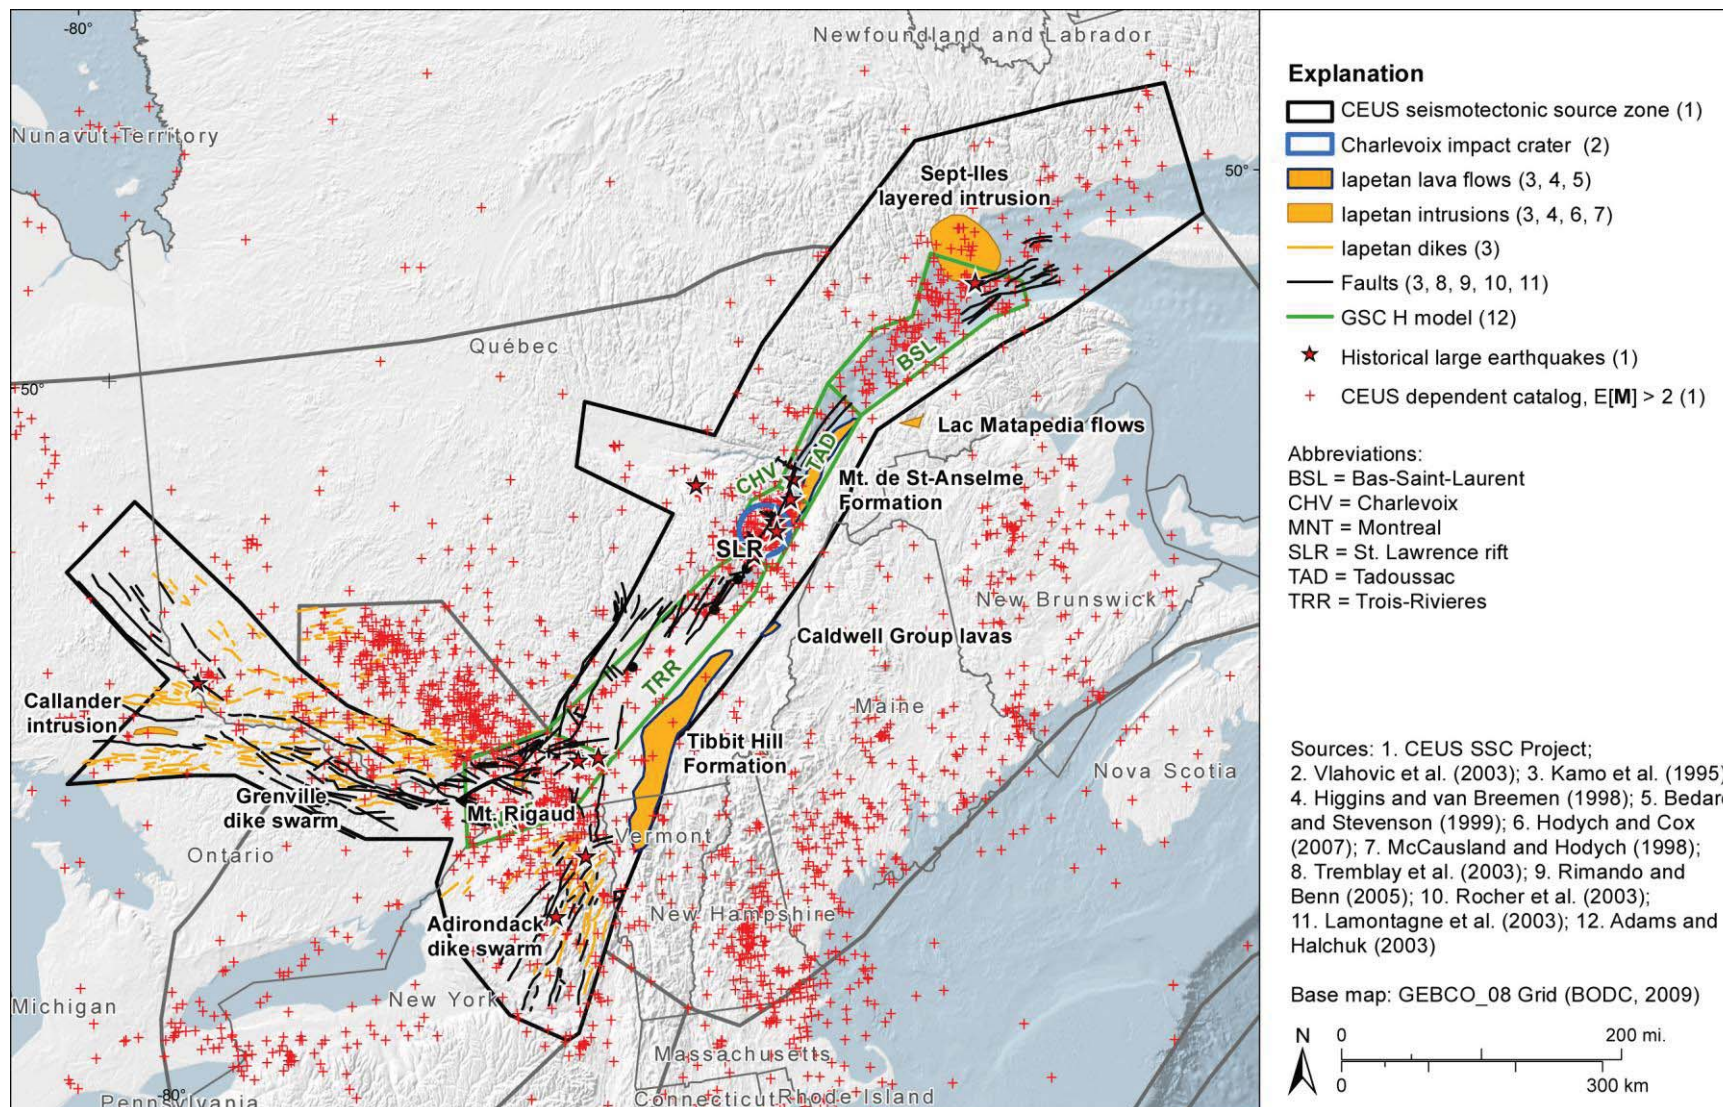 -80°
Newfoundland and Labrador
Nunavut Territory
50°
Sept-Iles
layered intrusion
Québec
50°
BSL
Lac Matapedia flows
TAD
CHV
Mt. de St-Anselme
Formation
SLR
New Brunswick
Caldwell Group lavas
TRR
Callander
intrusion
Maine
Tibbit Hill
Formation
Nova Scotia
Grenville
dike swarm
Mt. Rigaud
Vermont
Ontario
New Hampshire
Adirondack
dike swarm
New York
Michigan
Massachusetts
-80°
Pennsylvania
Connecticut
Rhode Island
Explanation
CEUS seismotectonic source zone (1)
Charlevoix impact crater (2)
Iapetan lava flows (3, 4, 5)
Iapetan intrusions (3, 4, 6, 7)
Iapetan dikes (3)
Faults (3, 8, 9, 10, 11)
GSC H model (12)
Historical large earthquakes (1)
CEUS dependent catalog, E[M] > 2 (1)
Abbreviations:
BSL = Bas-Saint-Laurent
CHV = Charlevoix
MNT = Montreal
SLR = St. Lawrence rift
TAD = Tadoussac
TRR = Trois-Rivieres
Sources: 1. CEUS SSC Project;
2. Vlahovic et al. (2003); 3. Kamo et al. (1995)
4. Higgins and van Breemen (1998); 5. Bedard
and Stevenson (1999); 6. Hodych and Cox
(2007); 7. McCausland and Hodych (1998);
8. Tremblay et al. (2003); 9. Rimando and
Benn (2005); 10. Rocher et al. (2003);
11. Lamontagne et al. (2003); 12. Adams and
Halchuk (2003)
Base map: GEBCO_08 Grid (BODC, 2009)
N
0 200 mi.
0 300 km